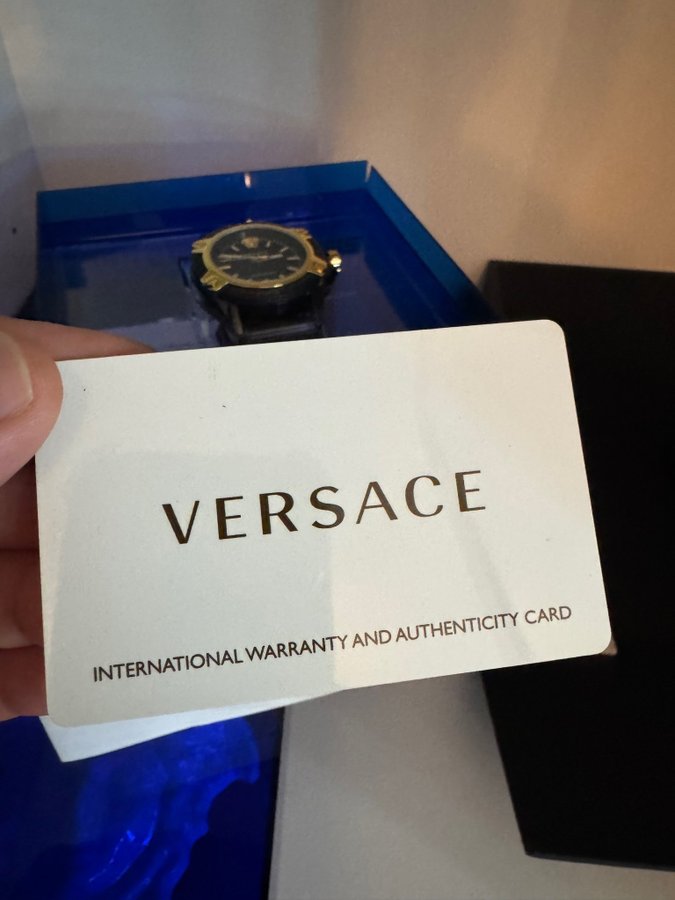 VERSACE
INTERNATIONAL WARRANTY AND AUTHENTICITY CARD